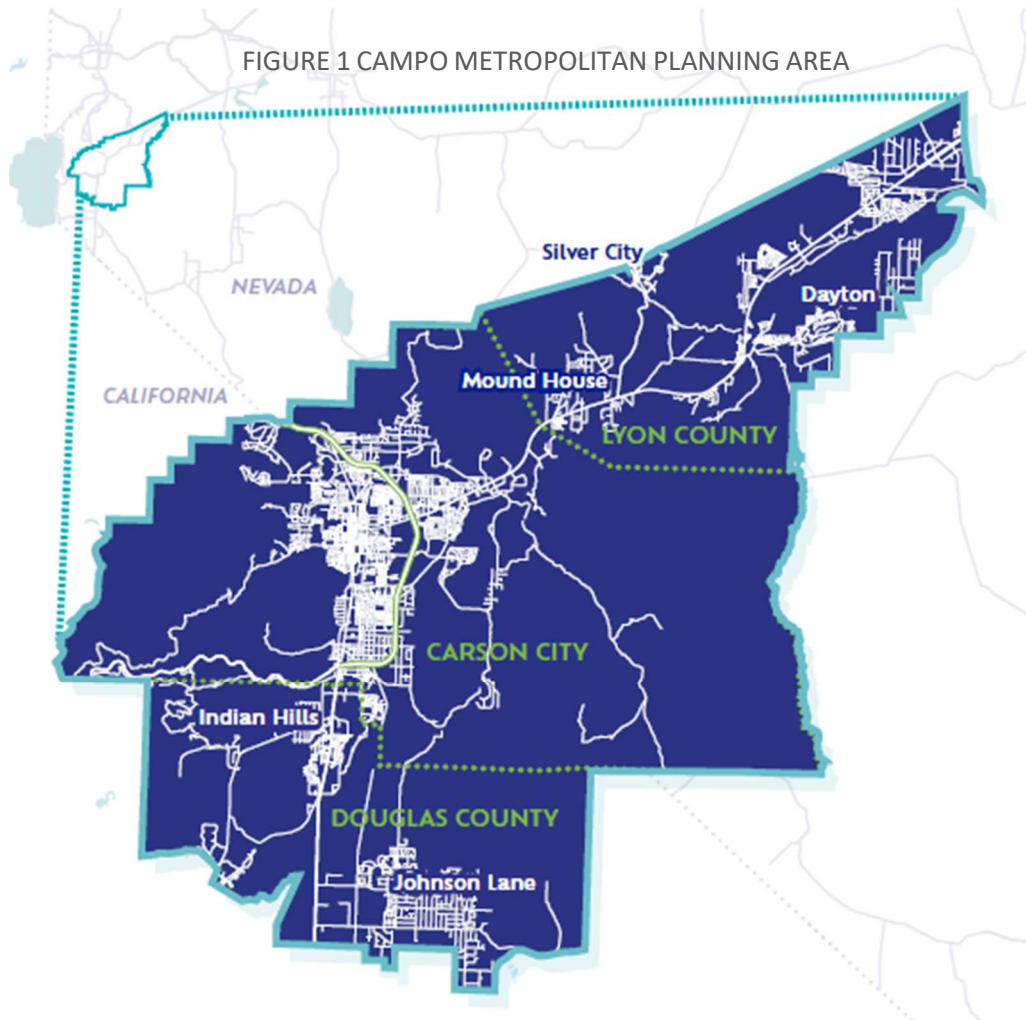 FIGURE 1 CAMPO METROPOLITAN PLANNING AREA
Silver City
NEVADA
Dayton
Mound House
CALIFORNIA
LYON COUNTY
CARSON CITY
Indian Hills
DOUGLAS COUNTY
Johnson Lane